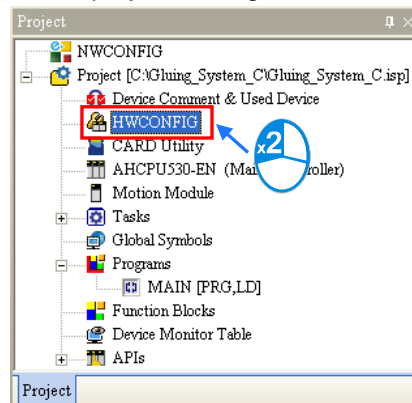 Project
NWCONFIG
Project [C:\Gluing_System_C\Gluing_System_C.isp]
Device Comment & Used Device
HWCONFIG
CARD Utility
x2
AHCPU530-EN (Mai roller)
Motion Module
Tasks
Global Symbols
Programs
MAIN [PRG,LD]
Function Blocks
Device Monitor Table
APIs
Project